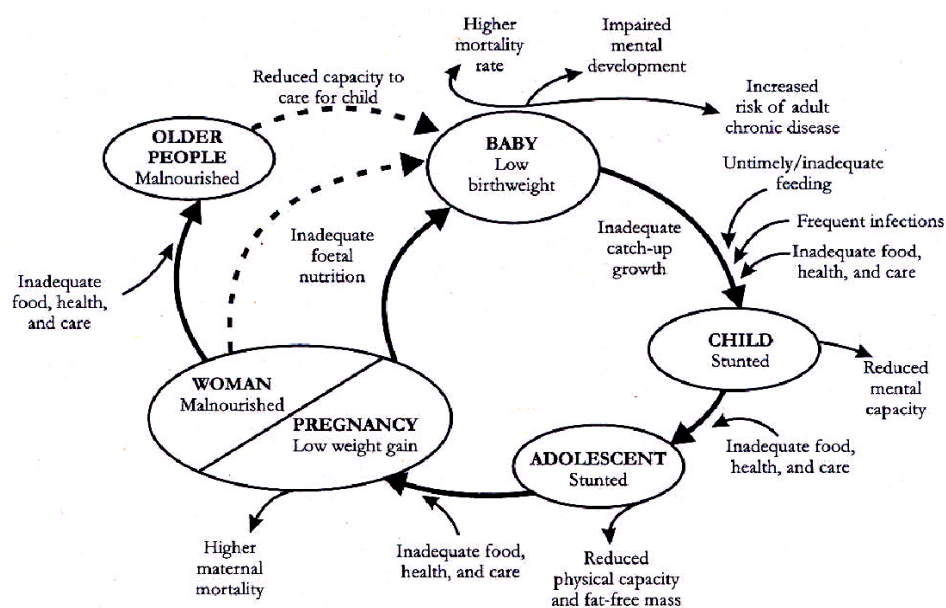 Higher
mortality
rate
Impaired
mental
development
Reduced capacity to
care for child
Increased
risk of adult
chronic disease
OLDER
PEOPLE
Malnourished
BABY
Low
birthweight
Untimely/inadequate
feeding
Frequent infections
Inadequate food,
health, and care
Inadequate
catch-up
growth
Inadequate
foetal
nutrition
Inadequate
food, health,
and care
CHILD
Stunted
Reduced
mental
capacity
WOMAN
Malnourished
PREGNANCY
Low weight gain
Inadequate food,
health, and care
ADOLESCENT
Stunted
Higher
maternal
mortality
Inadequate food,
health, and care
Reduced
physical capacity
and fat-free mass